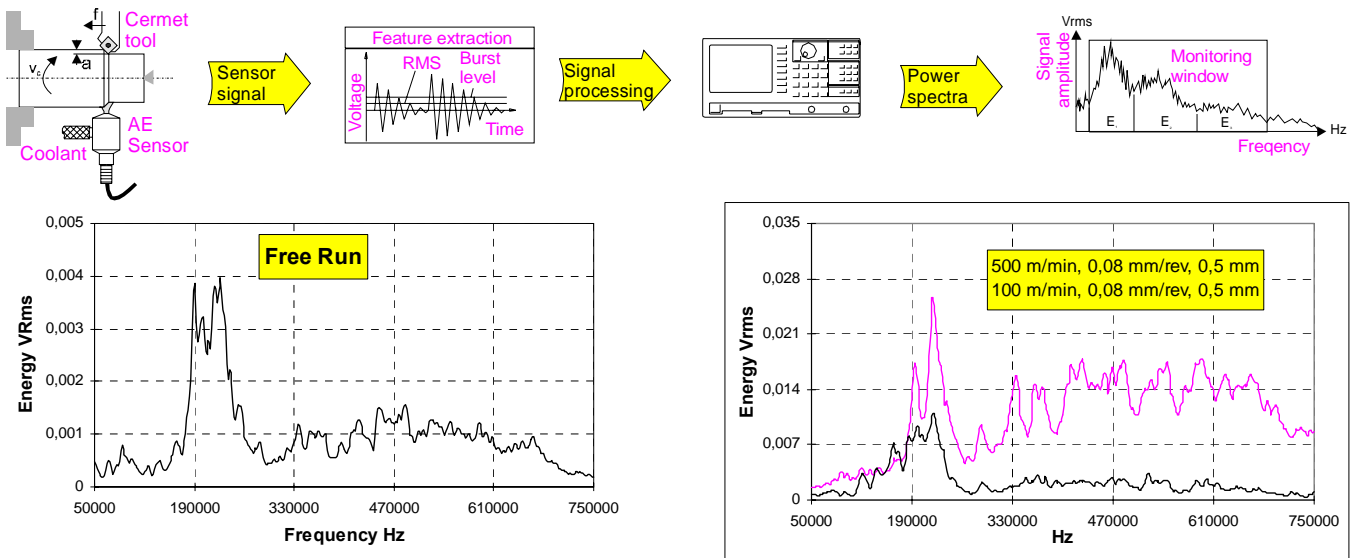 f
Cermet
tool
a
v c
AE
Sensor
Coolant
Sensor
signal
Feature extraction
RMS
Burst
level
Voltage
Time
Signal
processing
Power
spectra
Vrms
Signal
amplitude
Monitoring
window
E
E
E
Hz
Freqency
0,005
0,004
0,003
0,002
0,001
0
Energy VRms
Free Run
50000 190000 330000 470000 610000 750000
Frequency Hz
0,035
0,028
0,021
0,014
0,007
0
Energy Vrms
500 m/min, 0,08 mm/rev, 0,5 mm
100 m/min, 0,08 mm/rev, 0,5 mm
50000 190000 330000 470000 610000 750000
Hz